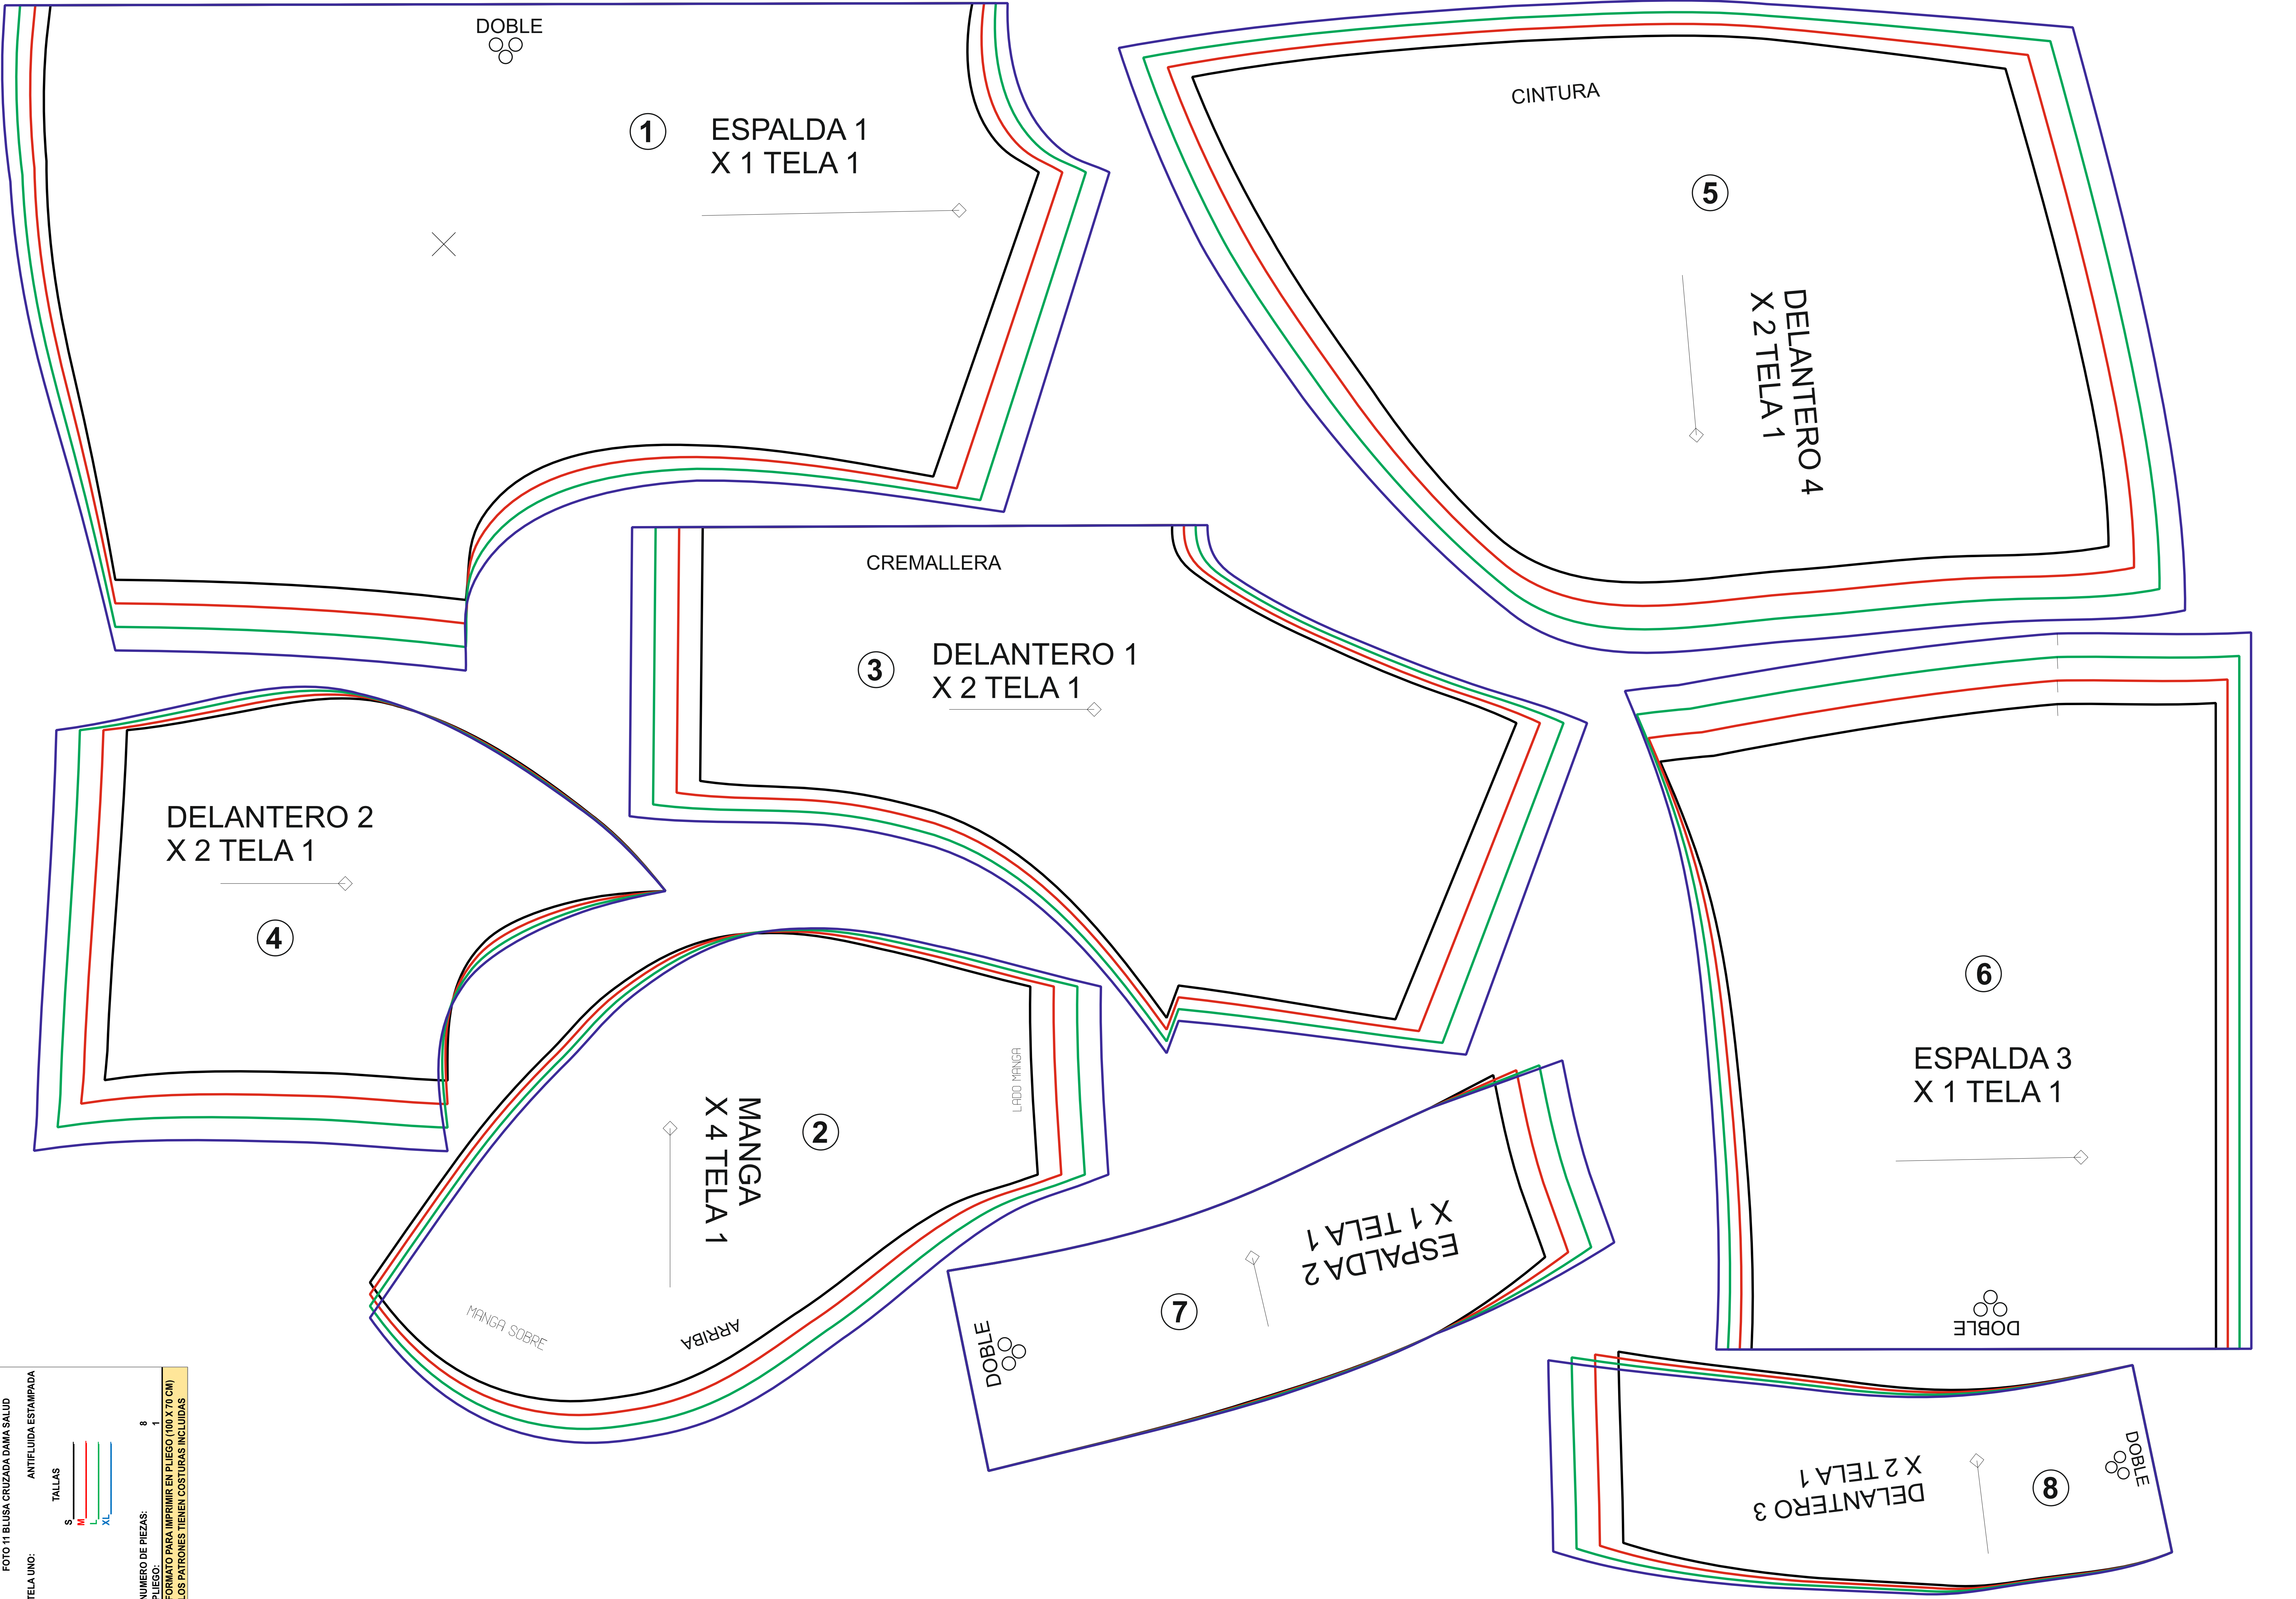 DOBLE
1
ESPALDA 1
X 1 TELA 1
CINTURA
5
DELANTERO 4
X 2 TELA 1
CREMALLERA
3
DELANTERO 1
X 2 TELA 1
DELANTERO 2
X 2 TELA 1
4
MANGA
X 4 TELA 1
2
LADO MANGA
MANGA SOBRE
ARRIBA
6
ESPALDA 3
X 1 TELA 1
DOBLE
ESPALDA 2
X 1 TELA 1
7
DOBLE
DELANTERO 3
X 2 TELA 1
8
DOBLE
FOTO 11 BLUSA CRUZADA DAMA SALUD
TELA UNO: ANTIFLUIDA ESTAMPADA
TALLAS
S
M
L
XL
NUMERO DE PIEZAS: 8
PLIEGO: 1
FORMATO PARA IMPRIMIR EN PLIEGO (100 X 70 CM)
LOS PATRONES TIENEN COSTURAS INCLUIDAS